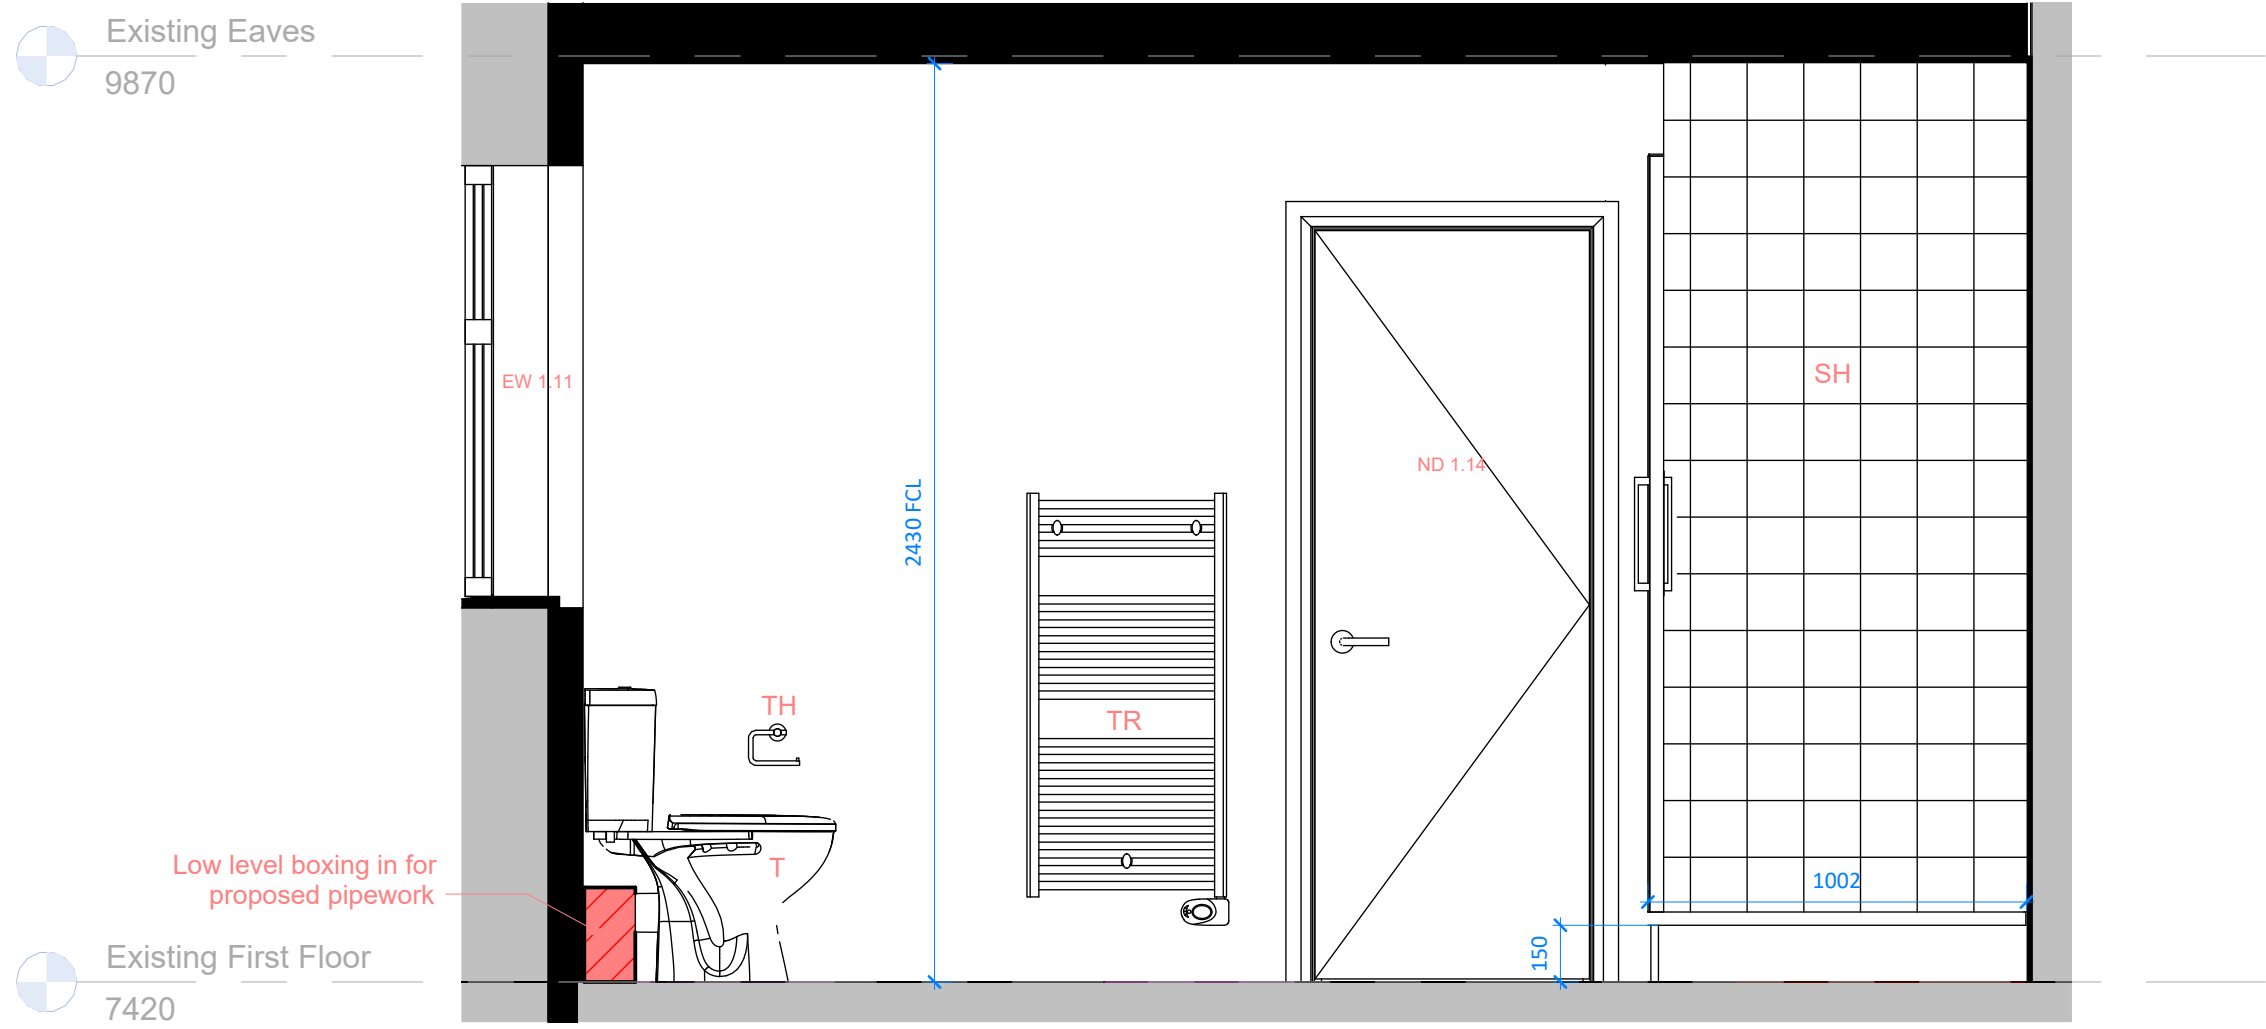 Existing Eaves
9870
EW 1.11
SH
ND 1.14
2430 FCL
TH
TR
T
Low level boxing in for
proposed pipework
1002
150
Existing First Floor
7420